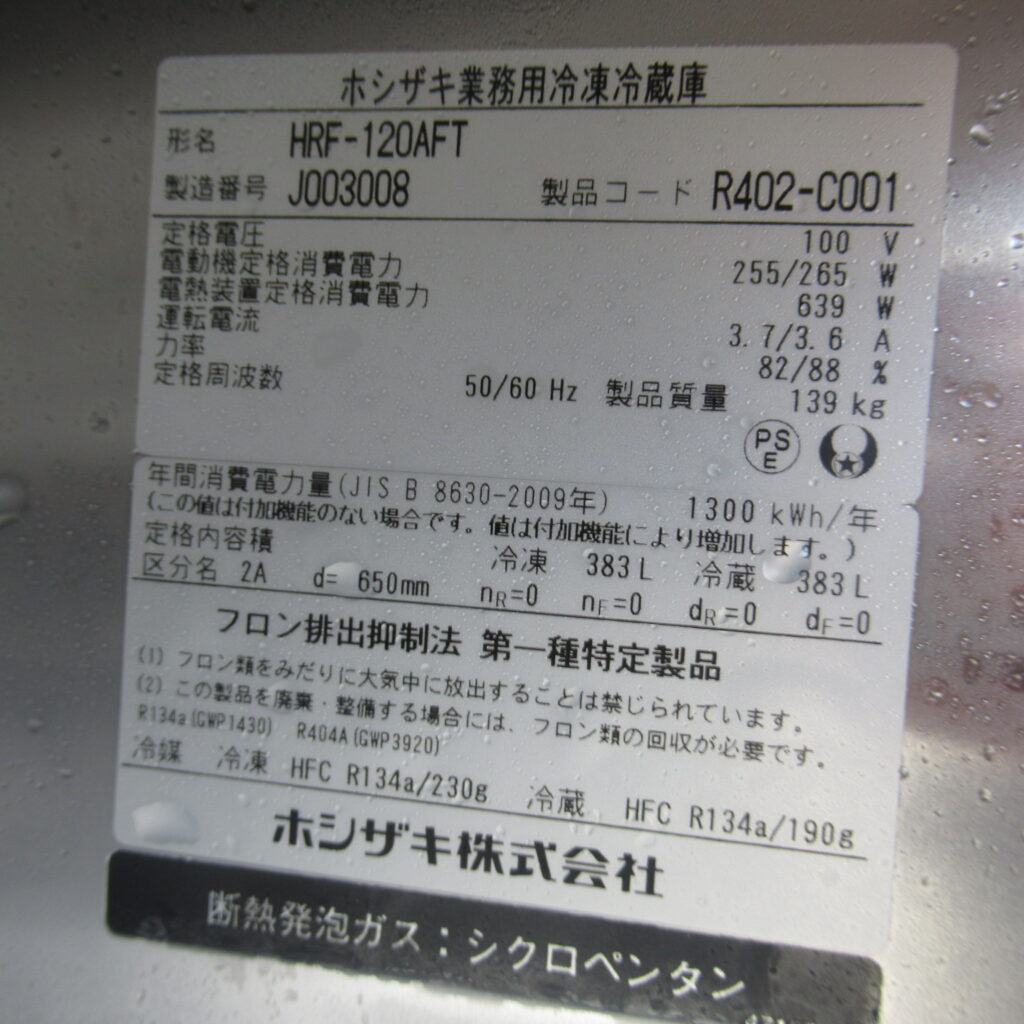 ホシザキ業務用冷凍冷蔵庫
形名 HRF-120AFT
製造番号 J003008 製品コード R402-C001
定格電圧 100 V
電動機定格消費電力 255/265 W
電熱装置定格消費電力 639 W
運転電流 3.7/3.6 A
力率 82/88 %
定格周波数 50/60 Hz 製品質量 139 kg
PS
E
年間消費電力量(JIS B 8630-2009年) 1300 kWh/年
(この値は付加機能のない場合です。値は付加機能により増加します。)
定格内容積 冷凍 383L 冷蔵 383L
区分名 2A d= 650mm nR=0 nF=0 dR=0 dF=0
フロン排出抑制法 第一種特定製品
(1) フロン類をみだりに大気中に放出することは禁じられています。
(2) この製品を廃棄・整備する場合には、フロン類の回収が必要です。
R134a(GWP1430) R404A(GWP3920)
冷媒 冷凍 HFC R134a/230g 冷蔵 HFC R134a/190g
ホシザキ株式会社
断熱発泡ガス:シクロペンタン